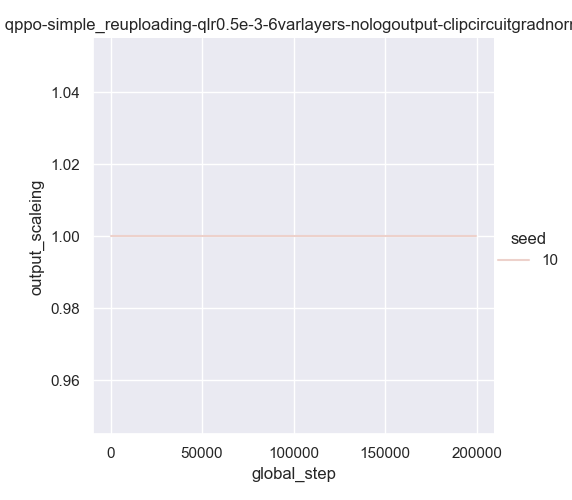 qppo-simple_reuploading-qlr0.5e-3-6varlayers-nologoutput-clipcircuitgradnorr
1.04
1.02
1.00
0.98
0.96
output_scaleing
0 50000 100000 150000 200000
global_step
seed
10